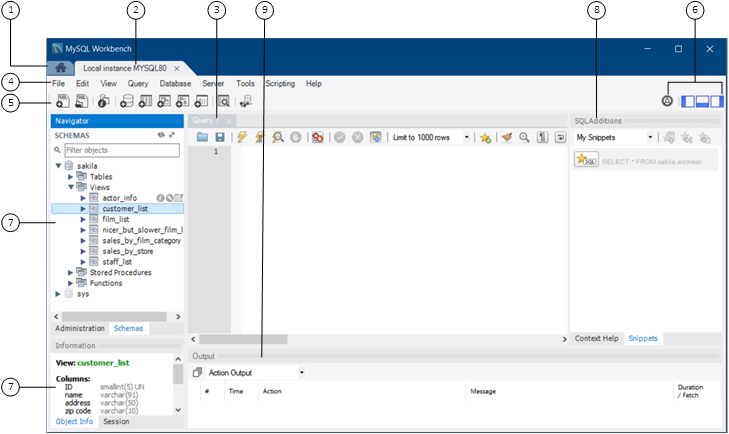 1 2 3 9 8 6
MySQL Workbench
Local instance MYSQL80
4 File Edit View Query Database Server Tools Scripting Help
5
Navigator Query 1 SQLAdditions
SCHEMAS Limit to 1000 rows My Snippets
Filter objects 1
sakila SELECT * FROM sakila.address
Tables
Views
actor_info
customer_list
7 film_list
nicer_but_slower_film_l
sales_by_film_category
sales_by_store
staff_list
Stored Procedures
Functions
sys
Administration Schemas Context Help Snippets
Information Output
View: customer_list Action Output
Columns:
7 ID smallint(5) UN # Time Action Message Duration / Fetch
name varchar(91)
address varchar(50)
zip code varchar(10)
Object Info Session